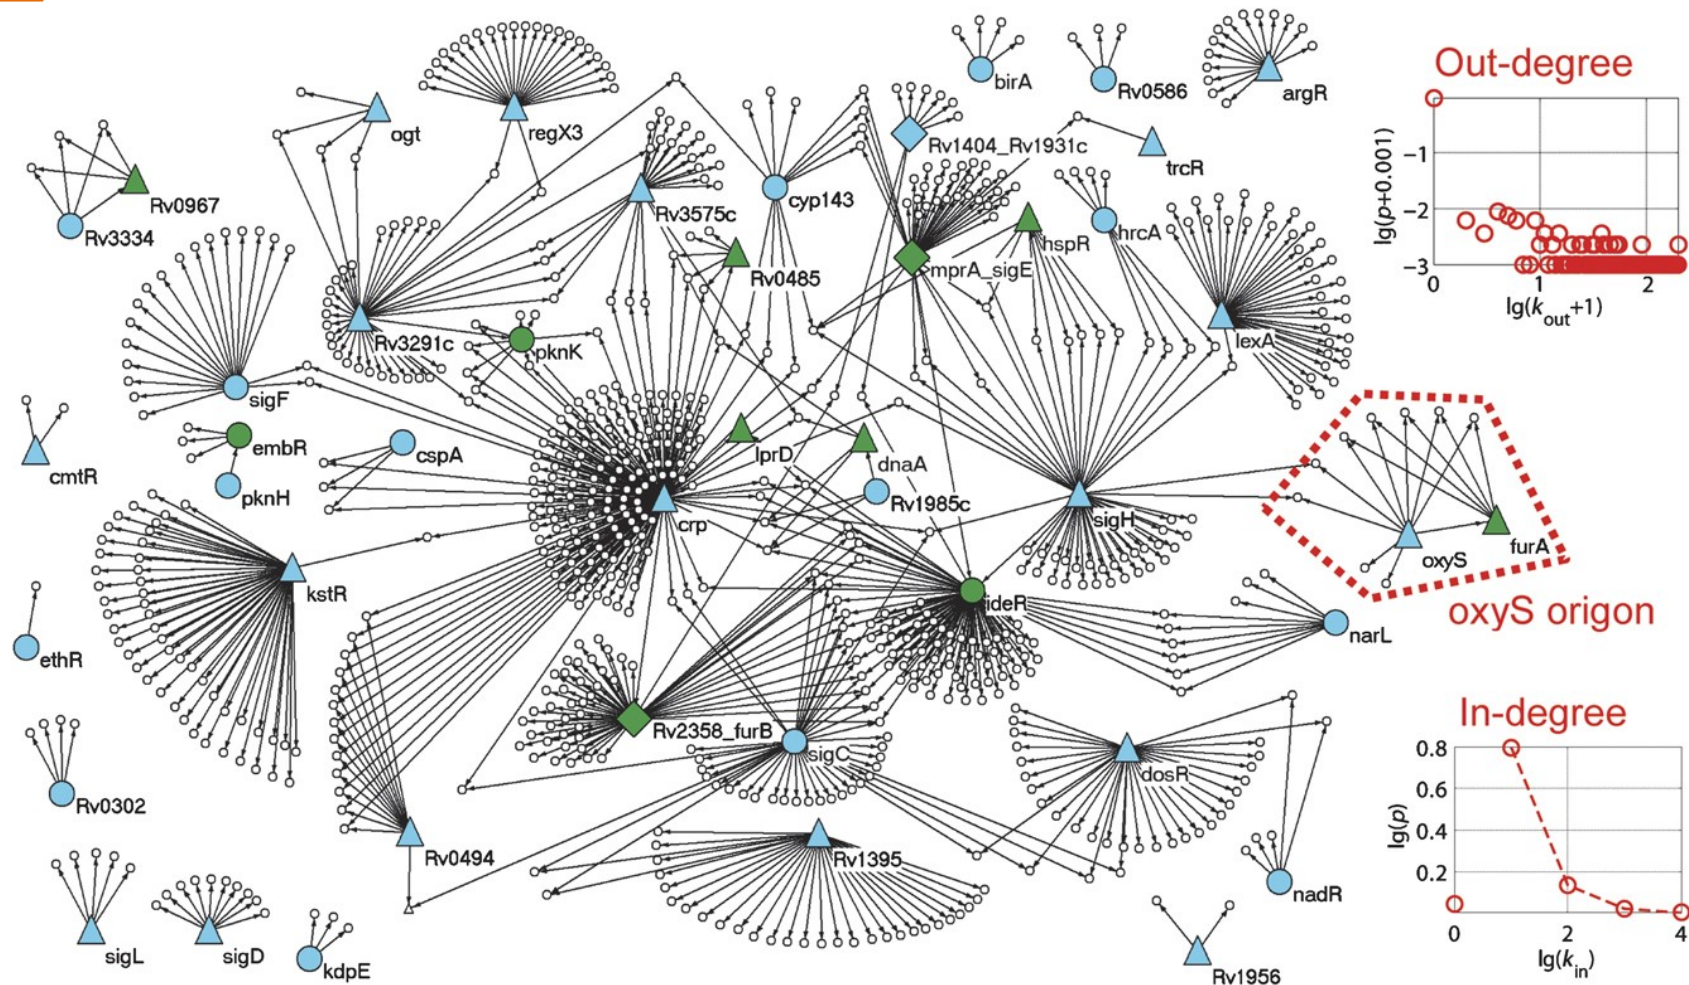 birA
Rv0586
argR
ogt
regX3
Rv1404_Rv1931c
trcR
Rv0967
Rv3334
Rv3575c
cyp143
hspR
hrcA
Rv0485
mprA_sigE
Rv3291c
pknK
lexA
sigF
embR
cspA
lprD
dnaA
cmtR
pknH
Rv1985c
crp
sigH
oxyS
furA
kstR
ideR
narL
ethR
Rv2358_furB
sigC
dosR
Rv0302
Rv0494
Rv1395
nadR
sigL
sigD
kdpE
Rv1956
Out-degree
lg(p+0.001)
−1
−2
−3
0
1
2
lg(kout+1)
oxyS origon
In-degree
lg(p)
0.8
0.6
0.4
0.2
0
2
4
lg(kin)